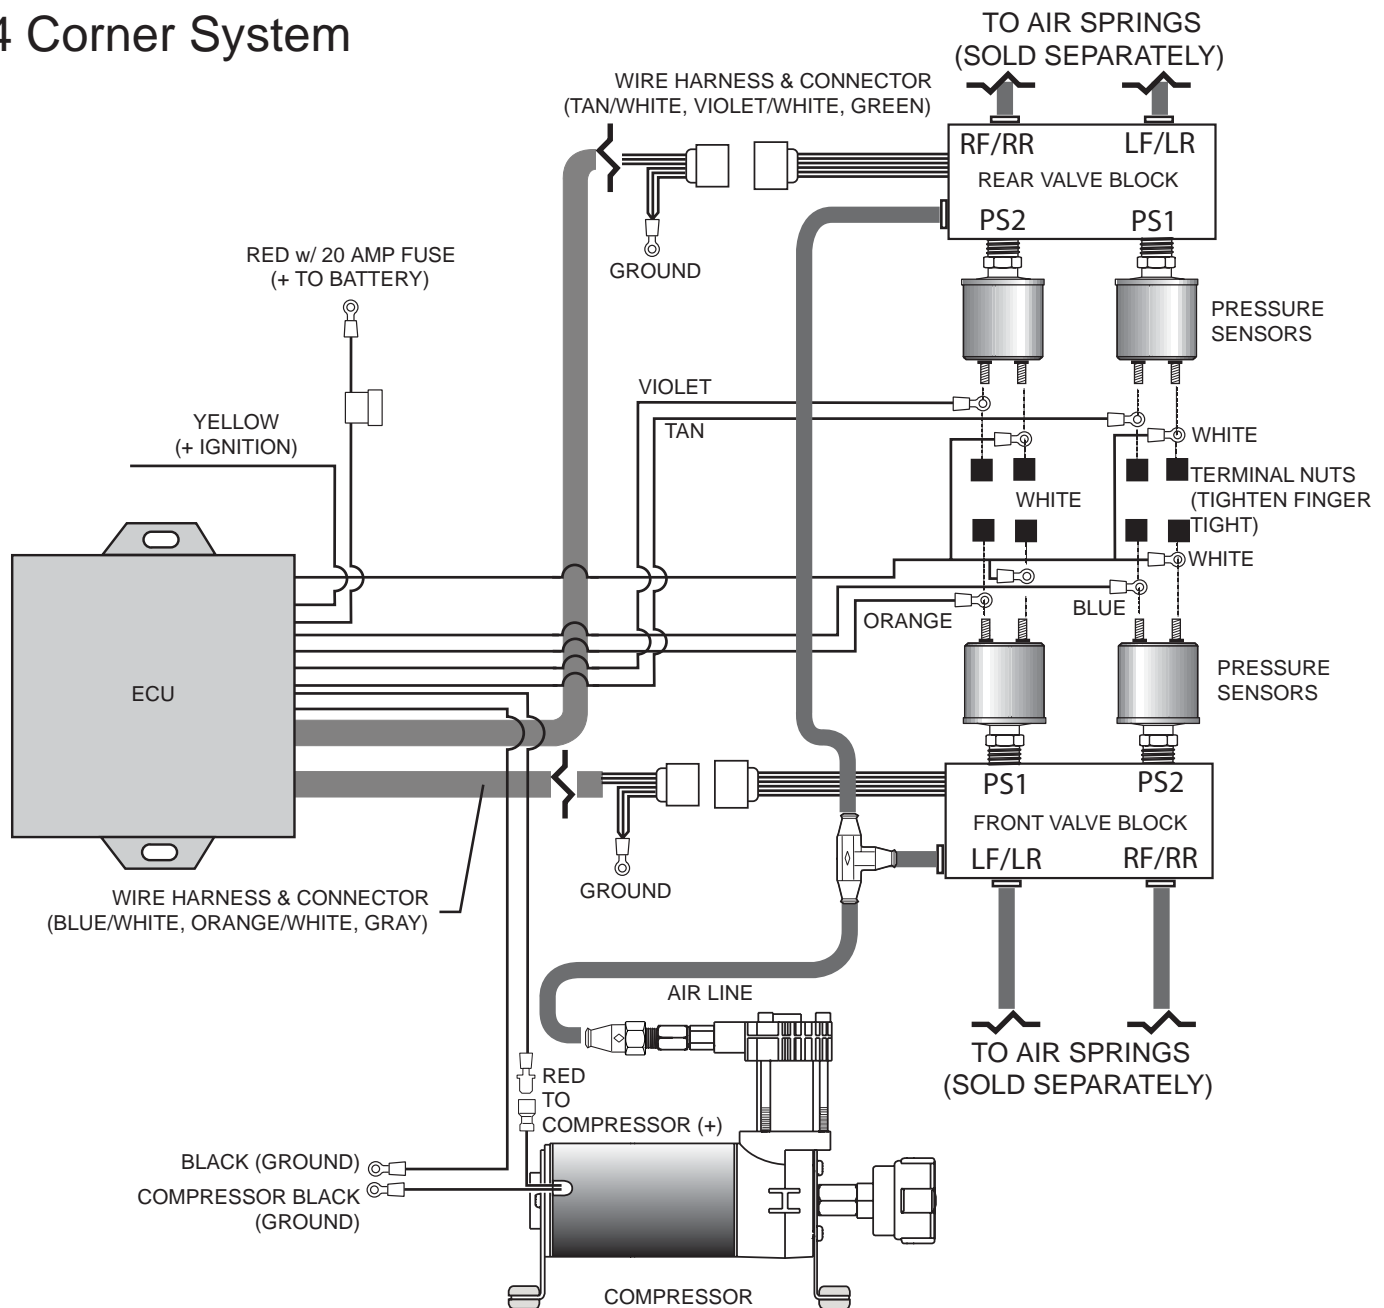 4 Corner System
TO AIR SPRINGS
(SOLD SEPARATELY)
WIRE HARNESS & CONNECTOR
(TAN/WHITE, VIOLET/WHITE, GREEN)
RF/RR
LF/LR
REAR VALVE BLOCK
PS2
PS1
GROUND
RED w/ 20 AMP FUSE
(+ TO BATTERY)
PRESSURE
SENSORS
VIOLET
TAN
YELLOW
(+ IGNITION)
WHITE
TERMINAL NUTS
(TIGHTEN FINGER
TIGHT)
WHITE
WHITE
ORANGE
BLUE
ECU
PRESSURE
SENSORS
PS1
PS2
FRONT VALVE BLOCK
LF/LR
RF/RR
GROUND
WIRE HARNESS & CONNECTOR
(BLUE/WHITE, ORANGE/WHITE, GRAY)
AIR LINE
TO AIR SPRINGS
(SOLD SEPARATELY)
RED
TO
COMPRESSOR (+)
BLACK (GROUND)
COMPRESSOR BLACK
(GROUND)
COMPRESSOR